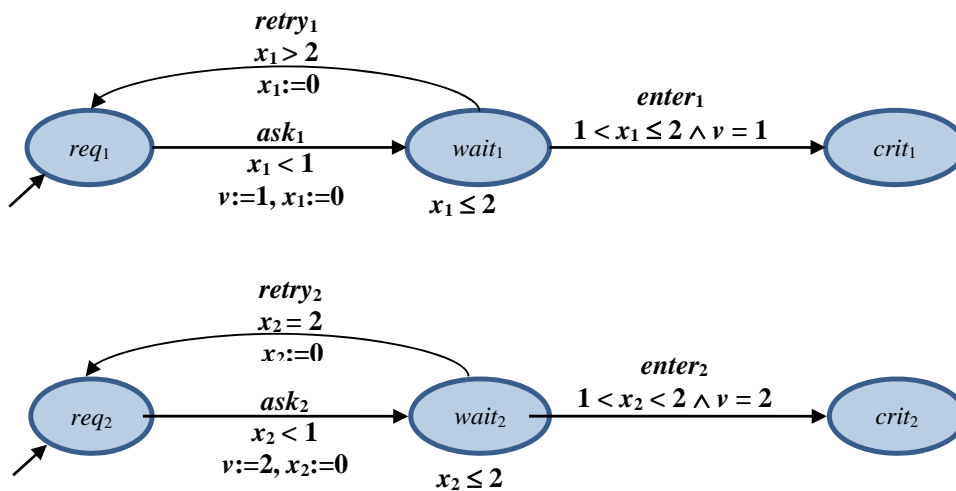 retry₁
x₁ > 2
x₁:=0
enter₁
1 < x₁ ≤ 2 ∧ v = 1
req₁
ask₁
wait₁
crit₁
x₁ < 1
v:=1, x₁:=0
x₁ ≤ 2
retry₂
x₂ = 2
x₂:=0
enter₂
1 < x₂ < 2 ∧ v = 2
req₂
ask₂
wait₂
crit₂
x₂ < 1
v:=2, x₂:=0
x₂ ≤ 2